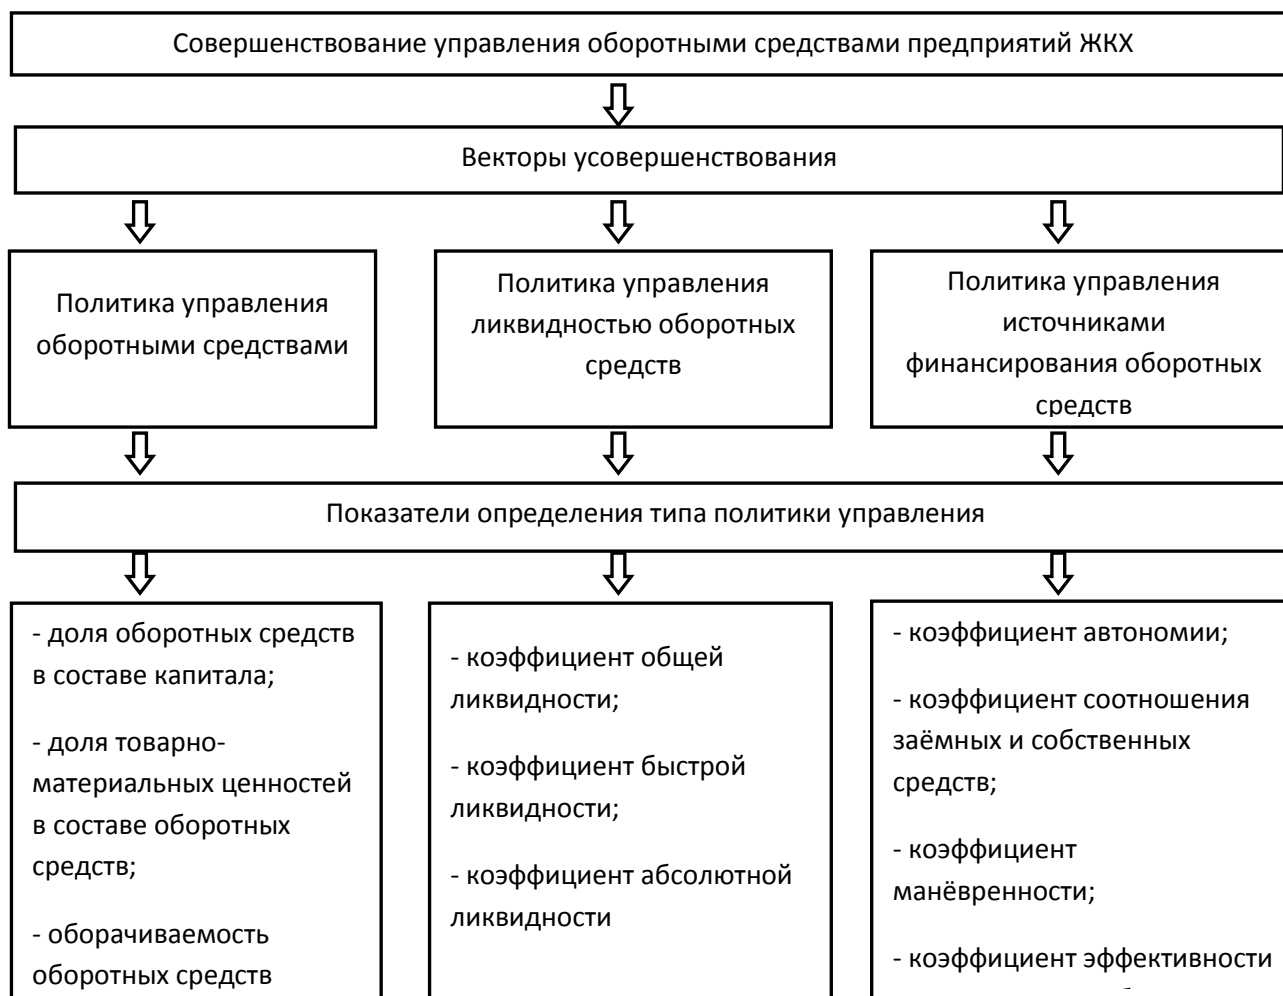 Совершенствование управления оборотными средствами предприятий ЖКХ
Векторы усовершенствования
Политика управления
оборотными средствами
Политика управления
ликвидностью оборотных
средств
Политика управления
источниками
финансирования оборотных
средств
Показатели определения типа политики управления
- доля оборотных средств
в составе капитала;
- доля товарно-
материальных ценностей
в составе оборотных
средств;
- оборачиваемость
оборотных средств
- коэффициент общей
ликвидности;
- коэффициент быстрой
ликвидности;
- коэффициент абсолютной
ликвидности
- коэффициент автономии;
- коэффициент соотношения
заёмных и собственных
средств;
- коэффициент
манёвренности;
- коэффициент эффективности